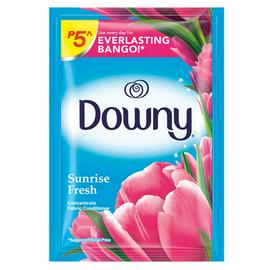 ₱5^
Use every day for
EVERLASTING
BANGO!*
Downy
Sunrise
Fresh
Concentrate
Fabric Conditioner
^Suggested Retail Price